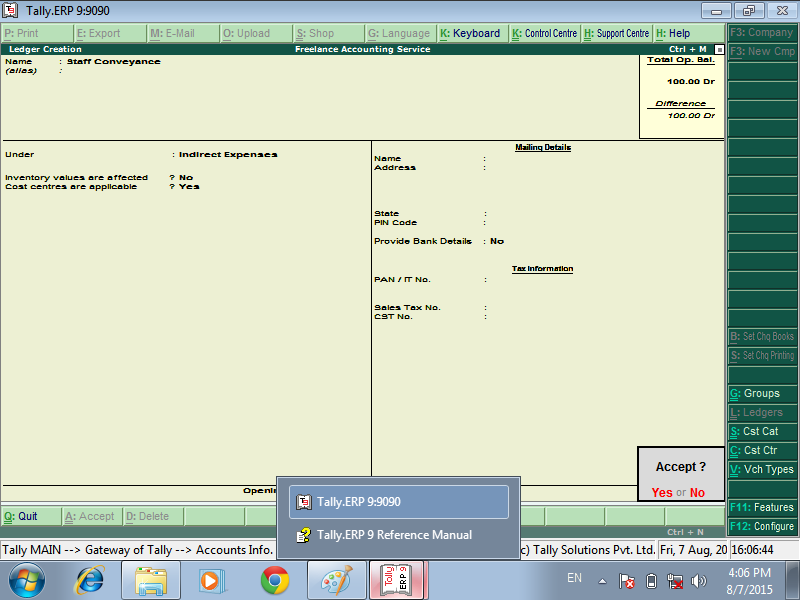 Tally.ERP 9:9090
P: Print E: Export M: E-Mail O: Upload S: Shop G: Language K: Keyboard K: Control Centre H: Support Centre H: Help
F3: Company
F3: New Cmp
Ledger Creation Freelance Accounting Service Ctrl + M
Name : Staff Conveyance
(alias) :
Total Op. Bal.
100.00 Dr
Difference
100.00 Dr
Under : Indirect Expenses
Inventory values are affected ? No
Cost centres are applicable ? Yes
Mailing Details
Name :
Address :
State :
PIN Code :
Provide Bank Details : No
Tax Information
PAN / IT No. :
Sales Tax No. :
CST No. :
B: Set Chq Books
S: Set Chq Printing
G: Groups
L: Ledgers
S: Cst Cat
C: Cst Ctr
V: Vch Types
F11: Features
F12: Configure
Accept ?
Yes or No
Openin
Tally.ERP 9:9090
Tally.ERP 9 Reference Manual
Q: Quit A: Accept D: Delete
Ctrl + N
Tally MAIN --> Gateway of Tally --> Accounts Info. c) Tally Solutions Pvt. Ltd. Fri, 7 Aug, 20 16:06:44
Tally ERP 9
EN
4:06 PM
8/7/2015